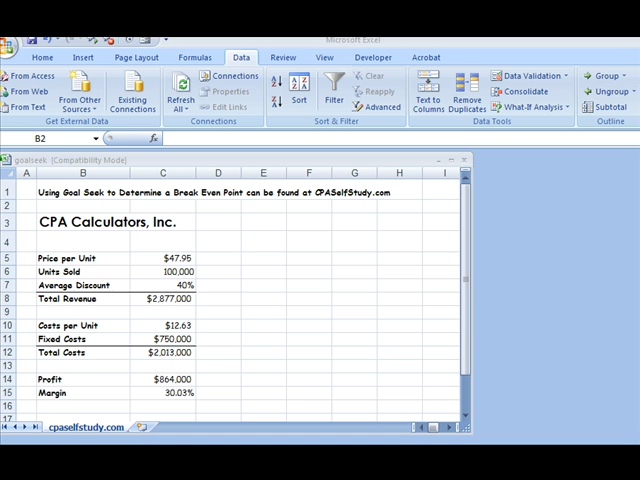 Microsoft Excel
Home Insert Page Layout Formulas Data Review View Developer Acrobat
From Access
From Web
From Text
From Other Sources
Existing Connections
Get External Data
Refresh All
Connections
Properties
Edit Links
Connections
Sort
Filter
Clear
Reapply
Advanced
Sort & Filter
Text to Columns
Remove Duplicates
Data Validation
Consolidate
What-If Analysis
Data Tools
Group
Ungroup
Subtotal
Outline
B2 fx
goalseek [Compatibility Mode]
A B C D E F G H I
1 Using Goal Seek to Determine a Break Even Point can be found at CPASelfStudy.com
2
3 CPA Calculators, Inc.
4
5 Price per Unit $47.95
6 Units Sold 100,000
7 Average Discount 40%
8 Total Revenue $2,877,000
9
10 Costs per Unit $12.63
11 Fixed Costs $750,000
12 Total Costs $2,013,000
13
14 Profit $864,000
15 Margin 30.03%
16
17
cpaselfstudy.com